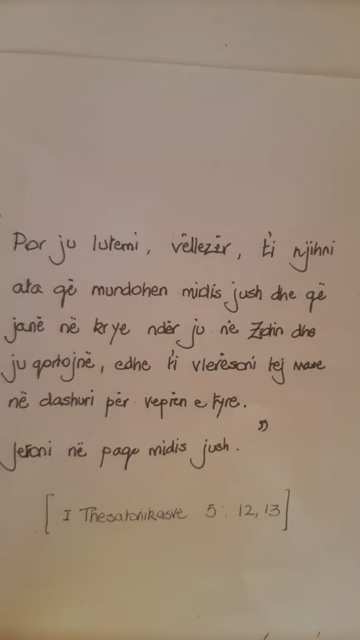 Por ju lutemi, vëllezër, t'i njihni
ata që mundohen midis jush dhe që
janë në krye ndër ju në Zotin dhe
ju qortojnë, edhe t'i vlerësoni tej mase
në dashuri për veprën e tyre.
Jetoni në paqe midis jush. ”
[I Thesalonikasve 5:12,13]